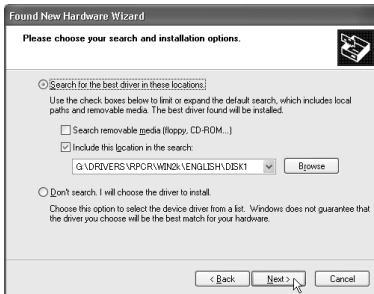 Found New Hardware Wizard
Please choose your search and installation options.
Search for the best driver in these locations.
Use the check boxes below to limit or expand the default search, which includes local
paths and removable media. The best driver found will be installed.
Search removable media (floppy, CD-ROM...)
Include this location in the search:
G:\DRIVERS\RPCR\WIN2k\ENGLISH\DISK1
Browse
Don't search. I will choose the driver to install.
Choose this option to select the device driver from a list. Windows does not guarantee that
the driver you choose will be the best match for your hardware.
< Back
Next >
Cancel